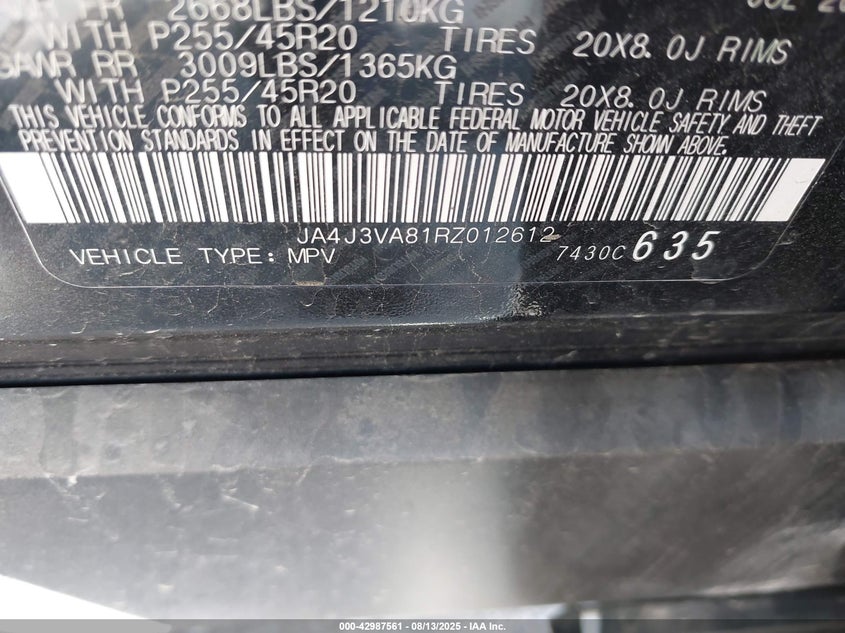 FR 2668LBS/1210KG
WITH P255/45R20 TIRES 20X8.0J RIMS
GAWR RR 3009LBS/1365KG
WITH P255/45R20 TIRES 20X8.0J RIMS
THIS VEHICLE CONFORMS TO ALL APPLICABLE FEDERAL MOTOR VEHICLE SAFETY AND THEFT
PREVENTION STANDARDS IN EFFECT ON THE DATE OF MANUFACTURE SHOWN ABOVE.
JA4J3VA81RZ012612
VEHICLE TYPE: MPV 7430C 635
000-42987561 - 08/13/2025 - IAA Inc.